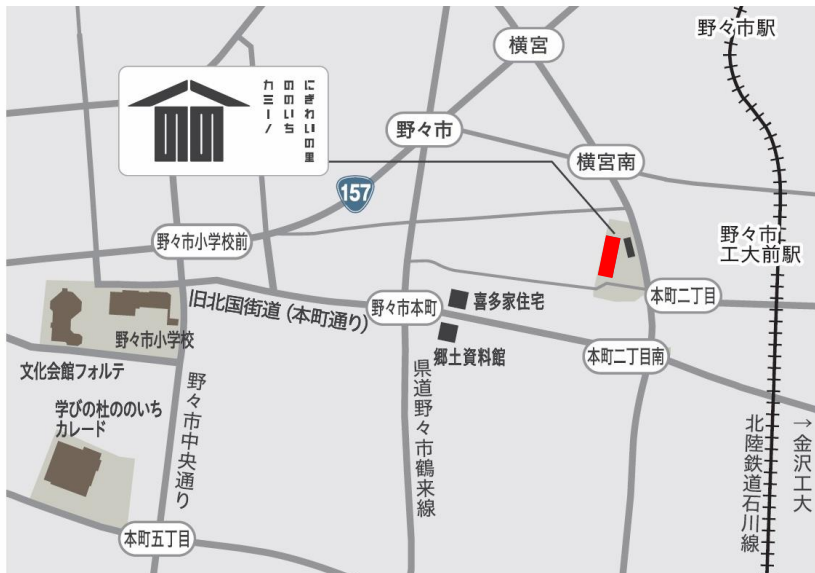 横宮
野々市駅
にぎわいの里
ののいち
カミーノ
野々市
横宮南
157
野々市小学校前
野々市
工大前駅
旧北国街道(本町通り)
野々市本町
喜多家住宅
本町二丁目
野々市小学校
郷土資料館
本町二丁目南
文化会館フォルテ
学びの杜ののいち
カレード
野々市中央通り
県道野々市鶴来線
北陸鉄道石川線
→金沢工大
本町五丁目